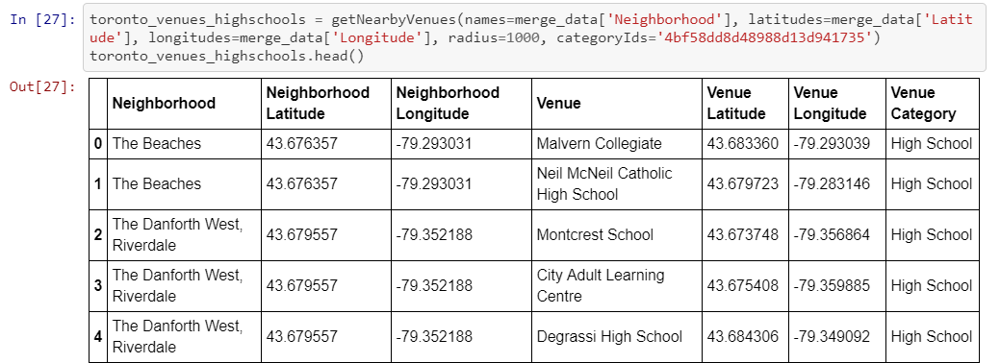 In [27]: toronto_venues_highschools = getNearbyVenues(names=merge_data['Neighborhood'], latitudes=merge_data['Latit
ude'], longitudes=merge_data['Longitude'], radius=1000, categoryIds='4bf58dd8d48988d13d941735')
toronto_venues_highschools.head()
Out[27]:
Neighborhood Neighborhood Latitude Neighborhood Longitude Venue Venue Latitude Venue Longitude Venue Category
0 The Beaches 43.676357 -79.293031 Malvern Collegiate 43.683360 -79.293039 High School
1 The Beaches 43.676357 -79.293031 Neil McNeil Catholic High School 43.679723 -79.283146 High School
2 The Danforth West, Riverdale 43.679557 -79.352188 Montcrest School 43.673748 -79.356864 High School
3 The Danforth West, Riverdale 43.679557 -79.352188 City Adult Learning Centre 43.675408 -79.359885 High School
4 The Danforth West, Riverdale 43.679557 -79.352188 Degrassi High School 43.684306 -79.349092 High School